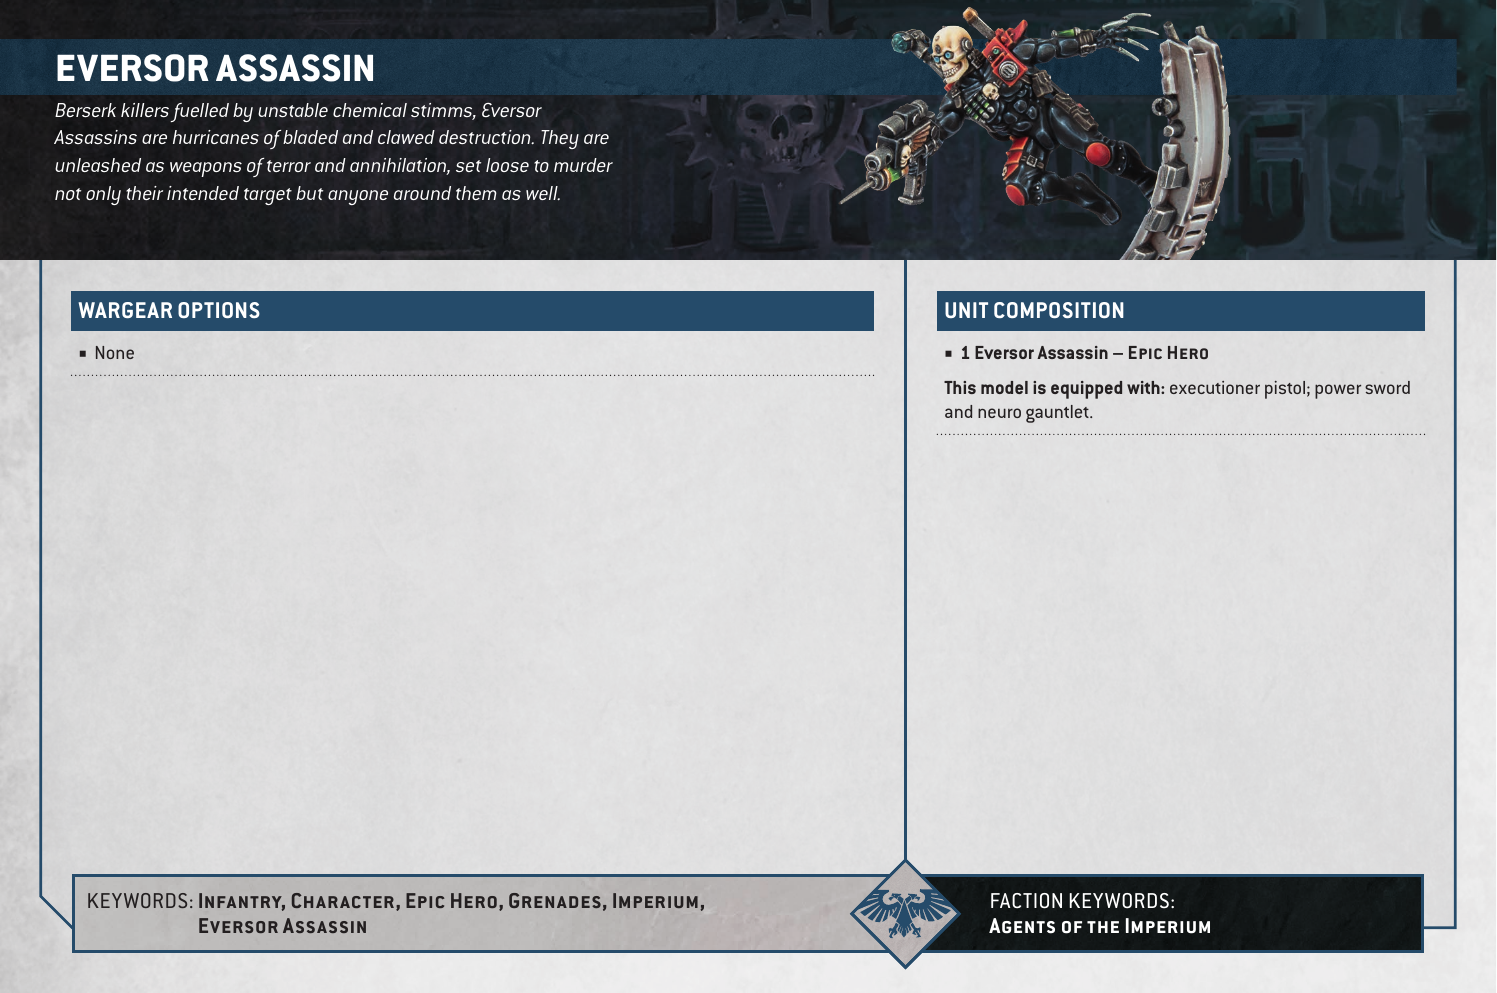 EVERSOR ASSASSIN
Berserk killers fuelled by unstable chemical stimms, Eversor
Assassins are hurricanes of bladed and clawed destruction. They are
unleashed as weapons of terror and annihilation, set loose to murder
not only their intended target but anyone around them as well.
WARGEAR OPTIONS
■ None
UNIT COMPOSITION
■ 1 Eversor Assassin – Epic Hero
This model is equipped with: executioner pistol; power sword
and neuro gauntlet.
KEYWORDS: Infantry, Character, Epic Hero, Grenades, Imperium,
Eversor Assassin
FACTION KEYWORDS:
Agents of the Imperium